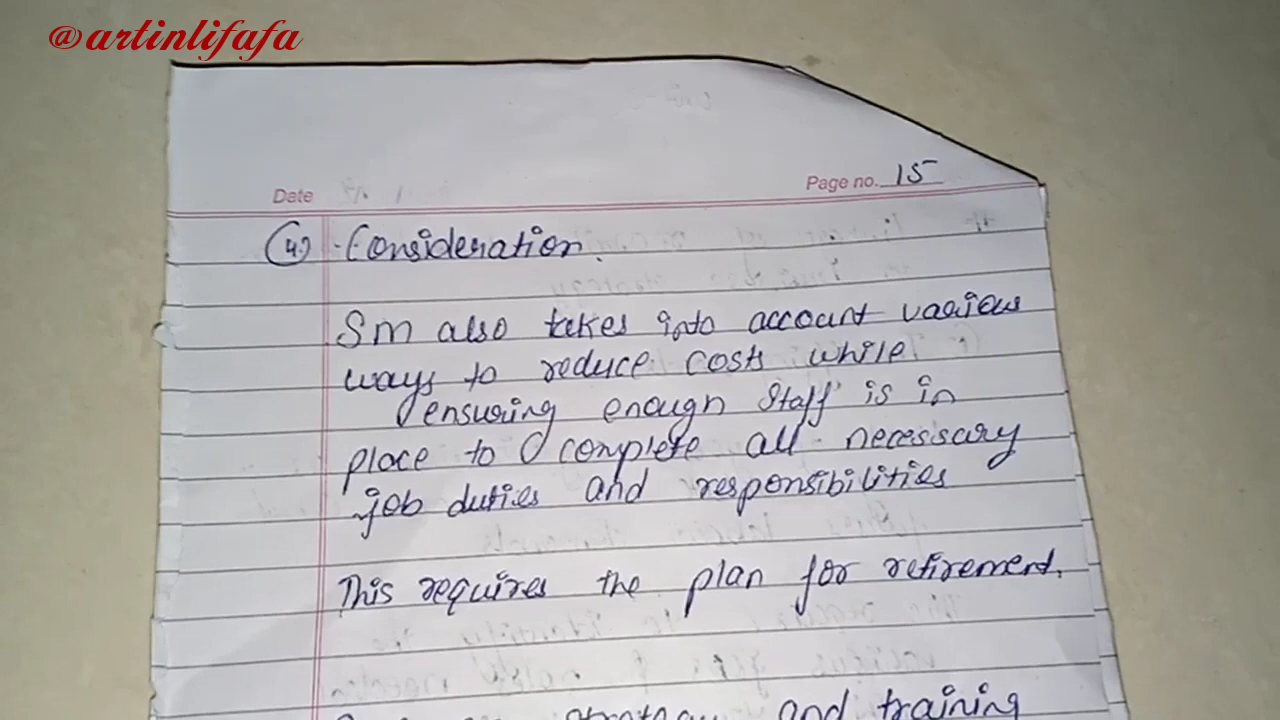 @artinlifafa
Date
Page no. 15
(4) Consideration.
SM also takes into account various
ways to reduce costs while
ensuring enough staff is in
place to complete all necessary
job duties and responsibilities
This requires the plan for retirement.
strategy and training